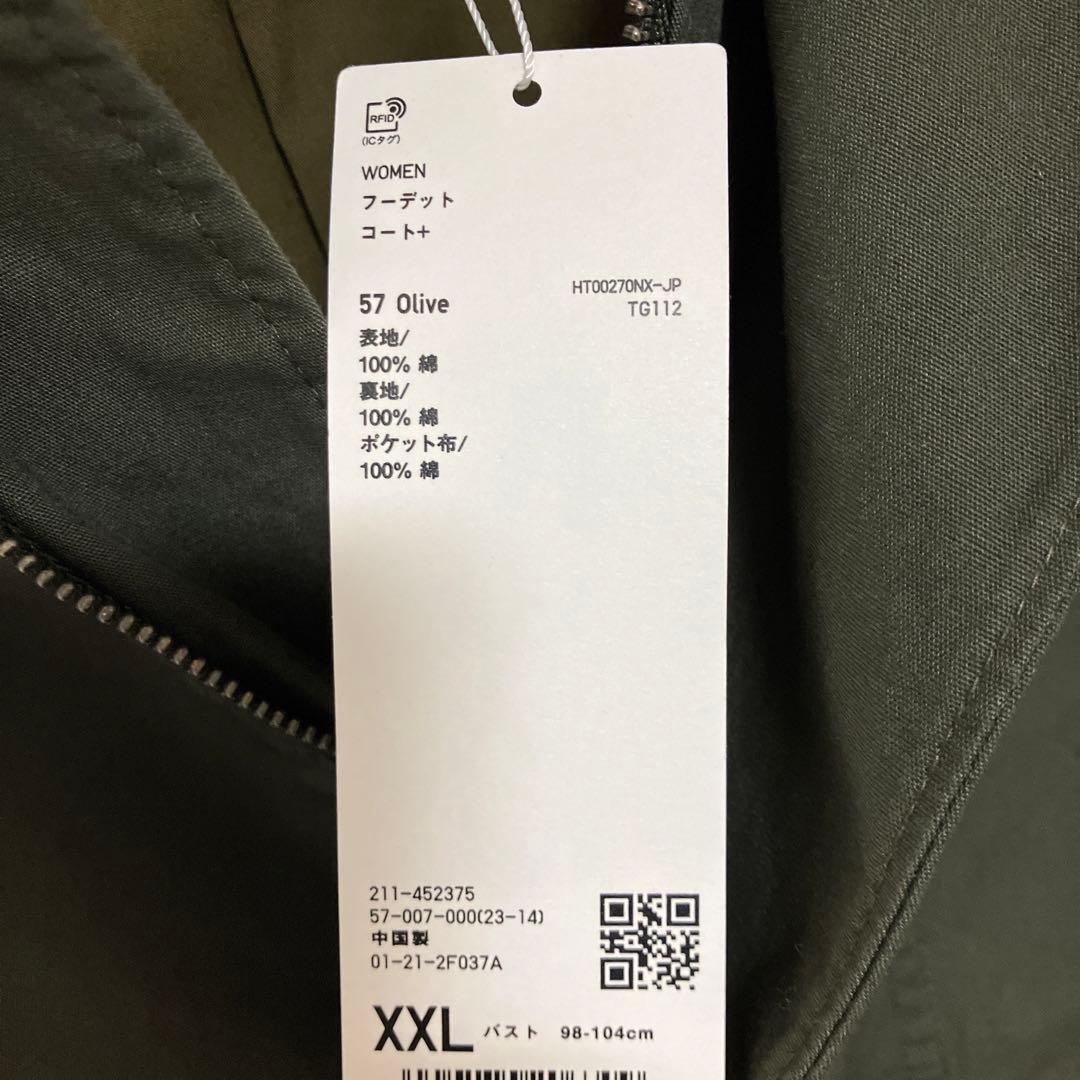 RFID
(ICタグ)
WOMEN
フーデット
コート+
HT00270NX-JP
57 Olive
TG112
表地/
100% 綿
裏地/
100% 綿
ポケット布/
100% 綿
211-452375
57-007-000(23-14)
中国製
01-21-2F037A
XXL バスト 98-104cm